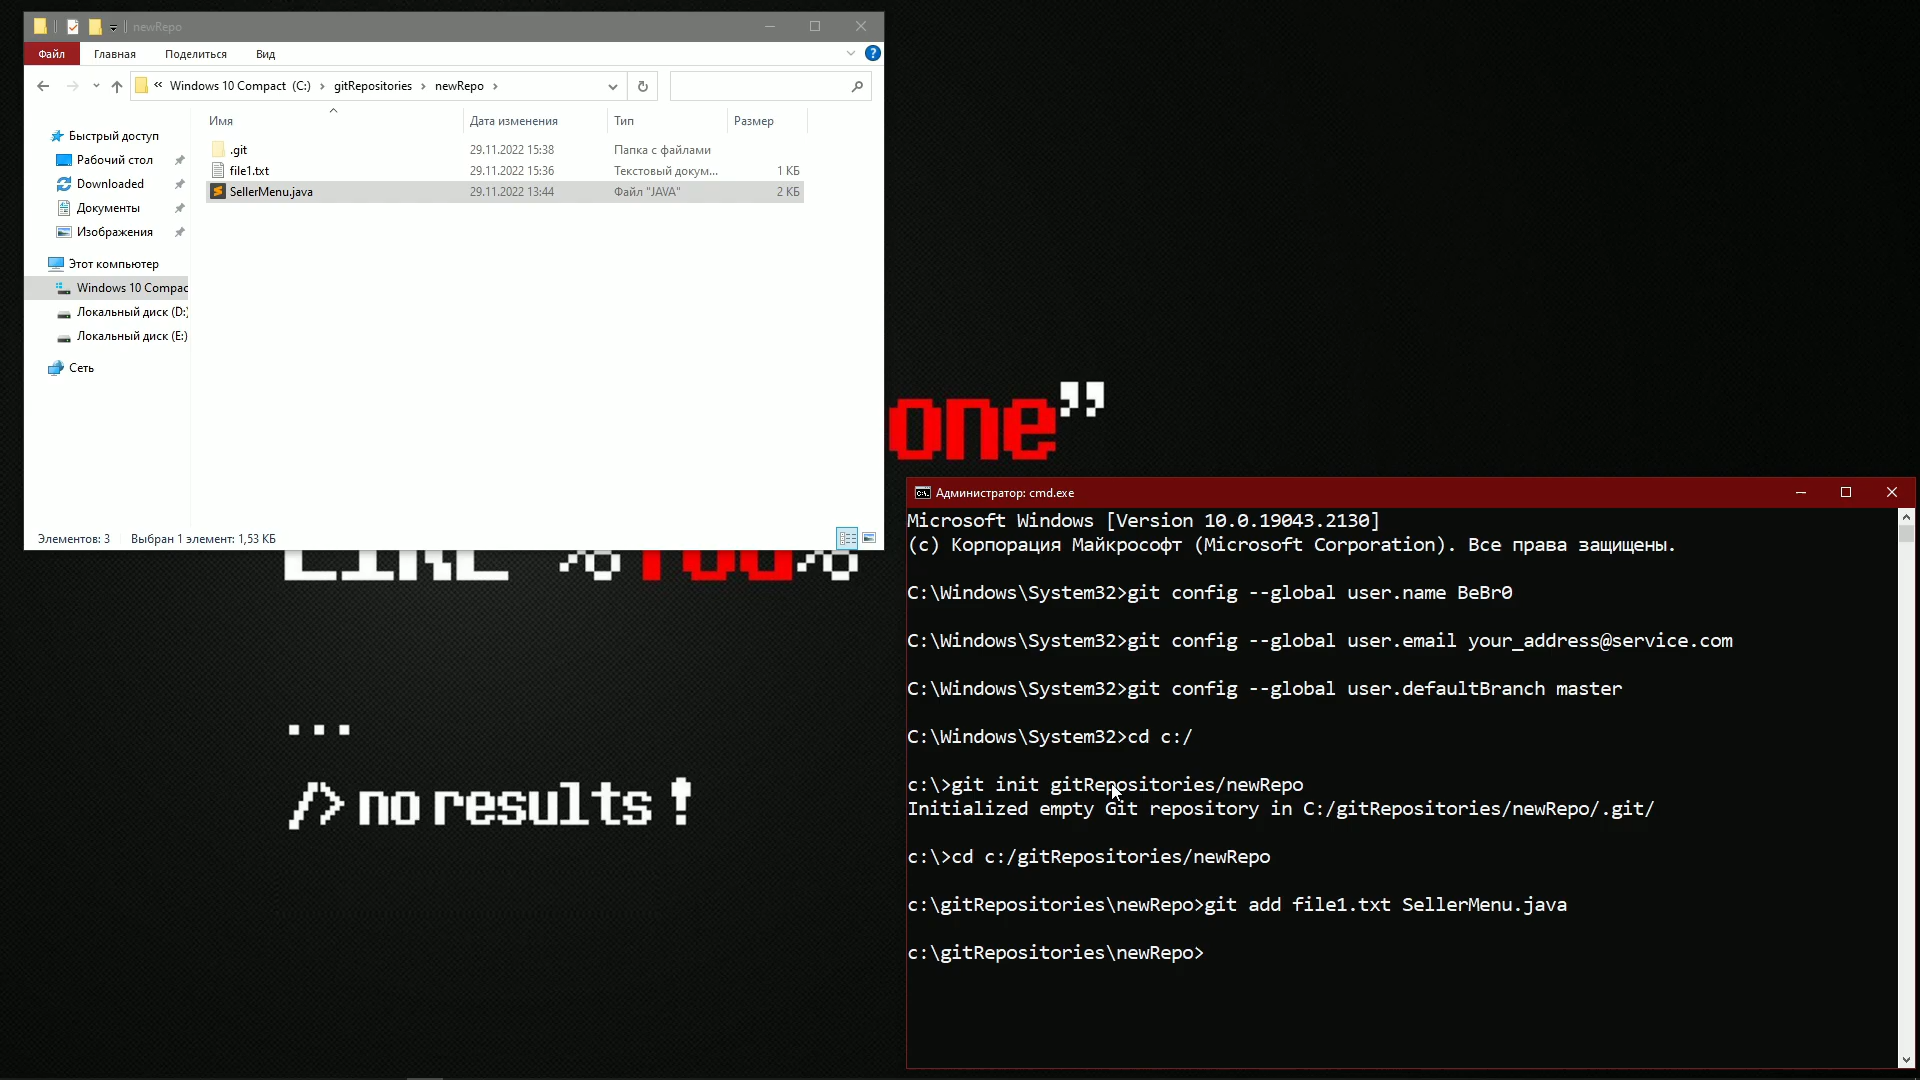 newRepo
Файл Главная Поделиться Вид
« Windows 10 Compact (C:) › gitRepositories › newRepo ›
Имя Дата изменения Тип Размер
.git 29.11.2022 15:38 Папка с файлами
file1.txt 29.11.2022 15:36 Текстовый докум... 1 КБ
SellerMenu.java 29.11.2022 13:44 Файл "JAVA" 2 КБ
Быстрый доступ
Рабочий стол
Downloaded
Документы
Изображения
Этот компьютер
Windows 10 Compac
Локальный диск (D:)
Локальный диск (E:)
Сеть
Элементов: 3 Выбран 1 элемент: 1,53 КБ
one”
LIKE %YOU%
...
/> no results !
Администратор: cmd.exe
Microsoft Windows [Version 10.0.19043.2130]
(c) Корпорация Майкрософт (Microsoft Corporation). Все права защищены.
C:\Windows\System32>git config --global user.name BeBr0
C:\Windows\System32>git config --global user.email your_address@service.com
C:\Windows\System32>git config --global user.defaultBranch master
C:\Windows\System32>cd c:/
c:\>git init gitRepositories/newRepo
Initialized empty Git repository in C:/gitRepositories/newRepo/.git/
c:\>cd c:/gitRepositories/newRepo
c:\gitRepositories\newRepo>git add file1.txt SellerMenu.java
c:\gitRepositories\newRepo>